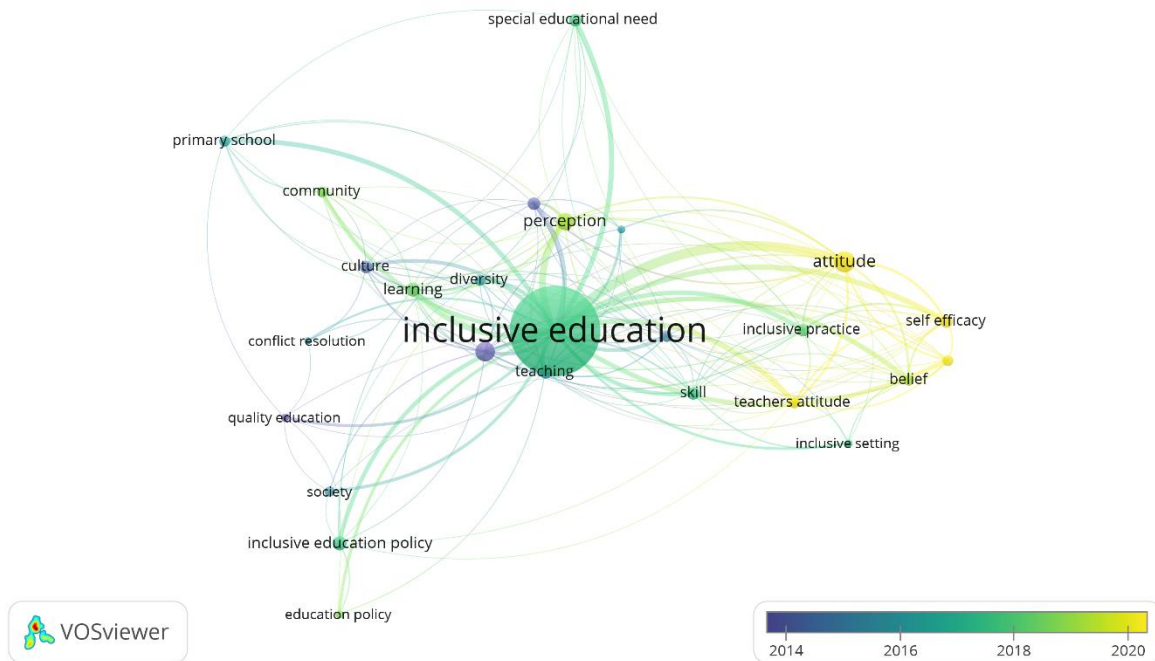 special educational need
primary school
community
perception
culture
diversity
learning
attitude
inclusive education
conflict resolution
inclusive practice
self efficacy
teaching
belief
skill
teachers attitude
quality education
inclusive setting
society
inclusive education policy
education policy
VOSviewer
2014
2016
2018
2020